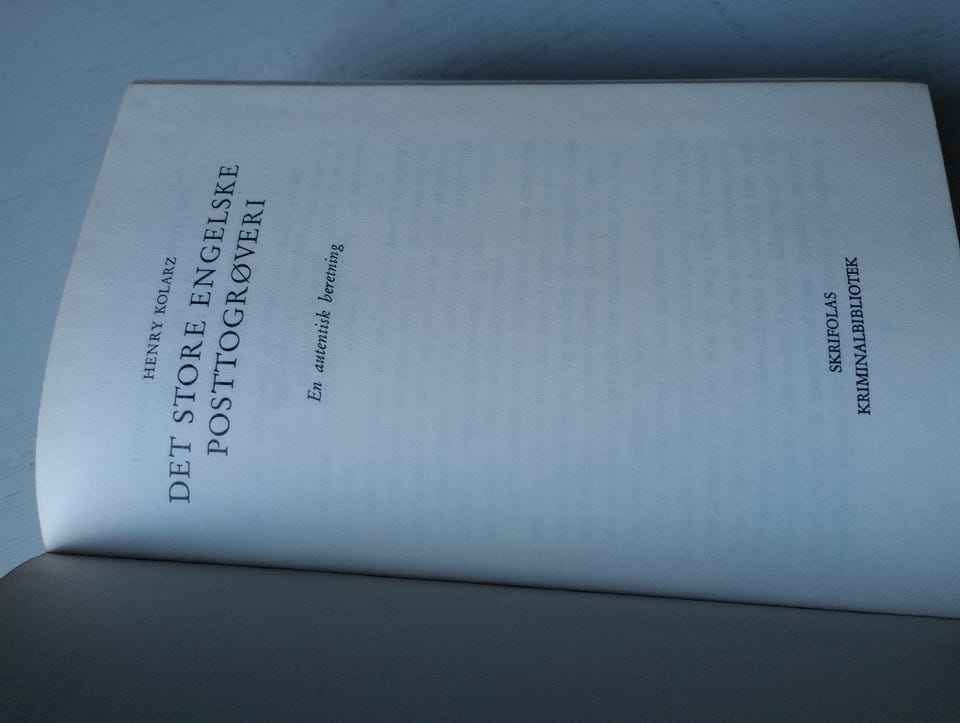 HENRY KOLARZ
DET STORE ENGELSKE
POSTTOGRØVERI
En autentisk beretning
SKRIFOLAS
KRIMINALBIBLIOTEK